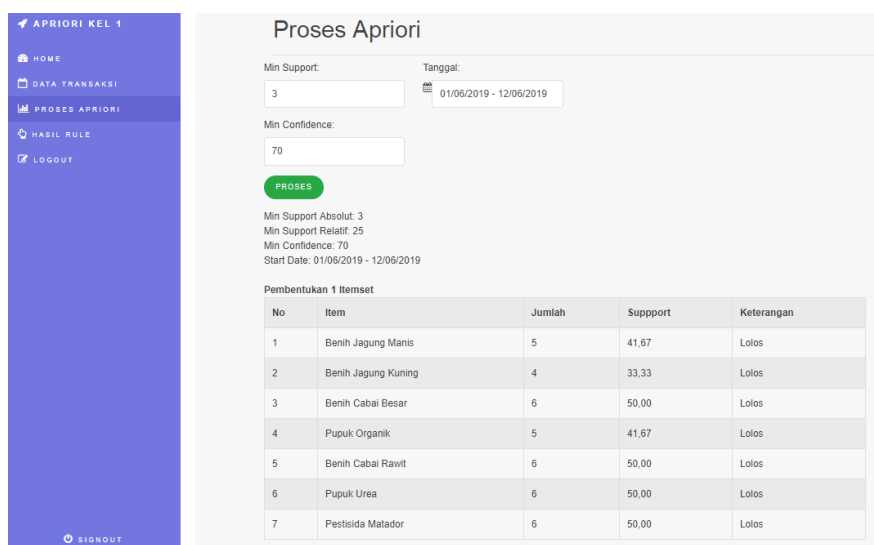 APRIORI KEL 1
HOME
DATA TRANSAKSI
PROSES APRIORI
HASIL RULE
LOGOUT
SIGNOUT
Proses Apriori
Min Support: Tanggal:
3 01/06/2019 - 12/06/2019
Min Confidence:
70
PROSES
Min Support Absolut: 3
Min Support Relatif: 25
Min Confidence: 70
Start Date: 01/06/2019 - 12/06/2019
Pembentukan 1 Itemset
No Item Jumlah Suppport Keterangan
1 Benih Jagung Manis 5 41,67 Lolos
2 Benih Jagung Kuning 4 33,33 Lolos
3 Benih Cabai Besar 6 50,00 Lolos
4 Pupuk Organik 5 41,67 Lolos
5 Benih Cabai Rawit 6 50,00 Lolos
6 Pupuk Urea 6 50,00 Lolos
7 Pestisida Matador 6 50,00 Lolos